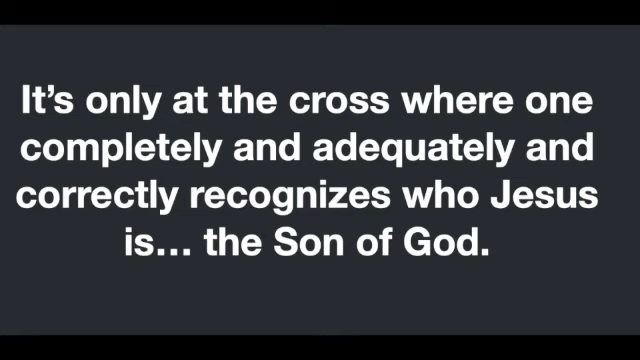 It’s only at the cross where one
completely and adequately and
correctly recognizes who Jesus
is… the Son of God.